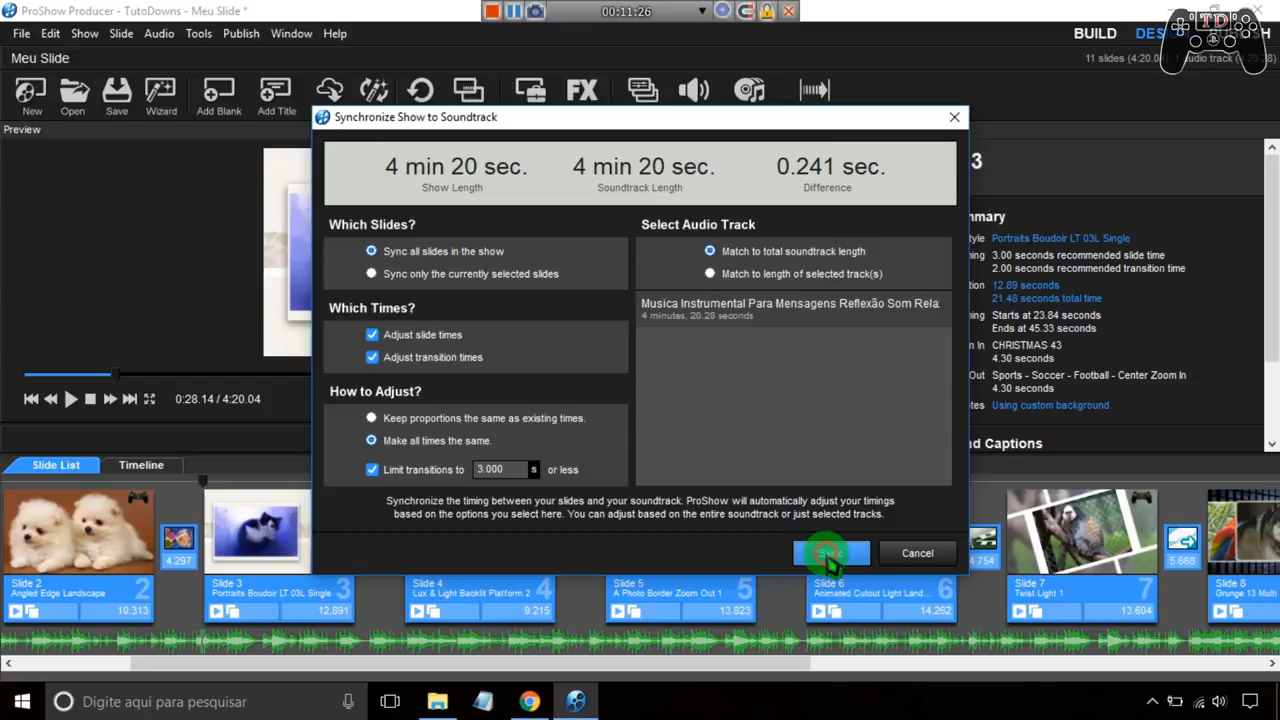 ProShow Producer - TutoDowns - Meu Slide *
00:11:26
TD
File Edit Show Slide Audio Tools Publish Window Help
BUILD
Meu Slide
New Open Save Wizard Add Blank Add Title
FX
Preview
Synchronize Show to Soundtrack
4 min 20 sec. 4 min 20 sec. 0.241 sec.
Show Length Soundtrack Length Difference
3
Which Slides? Select Audio Track
Sync all slides in the show Match to total soundtrack length
Sync only the currently selected slides Match to length of selected track(s)
Which Times?
Adjust slide times
Adjust transition times
Musica Instrumental Para Mensagens Reflexão Som Rela
4 minutes, 20.28 seconds
How to Adjust?
Keep proportions the same as existing times.
Make all times the same.
Limit transitions to 3.000 s or less
Synchronize the timing between your slides and your soundtrack. ProShow will automatically adjust your timings
based on the options you select here. You can adjust based on the entire soundtrack or just selected tracks.
Cancel
Portraits Boudoir LT 03L Single
3.00 seconds recommended slide time
2.00 seconds recommended transition time
12.89 seconds
21.48 seconds total time
Starts at 23.84 seconds
Ends at 45.33 seconds
In CHRISTMAS 43
4.30 seconds
Out Sports - Soccer - Football - Center Zoom In
4.30 seconds
Using custom background
d Captions
0:28.14 / 4:20.04
Slide List Timeline
Slide 2
Angled Edge Landscape
2
10.313
4.297
Slide 3
Portraits Boudoir LT 03L Single
3
12.891
Slide 4
Lux & Light Backlit Platform 2
4
9.215
Slide 5
A Photo Border Zoom Out 1
5
13.823
Slide 6
Animated Cutout Light Land...
6
14.262
4.754
Slide 7
Twist Light 1
7
13.604
5.668
Slide 8
Grunge 13 Multi
Digite aqui para pesquisar